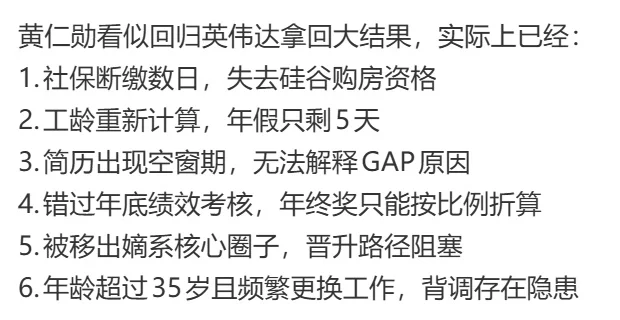 黄仁勋看似回归英伟达拿回大结果，实际上已经：
1.社保断缴数日，失去硅谷购房资格
2.工龄重新计算，年假只剩5天
3.简历出现空窗期，无法解释GAP原因
4.错过年底绩效考核，年终奖只能按比例折算
5.被移出嫡系核心圈子，晋升路径阻塞
6.年龄超过35岁且频繁更换工作，背调存在隐患